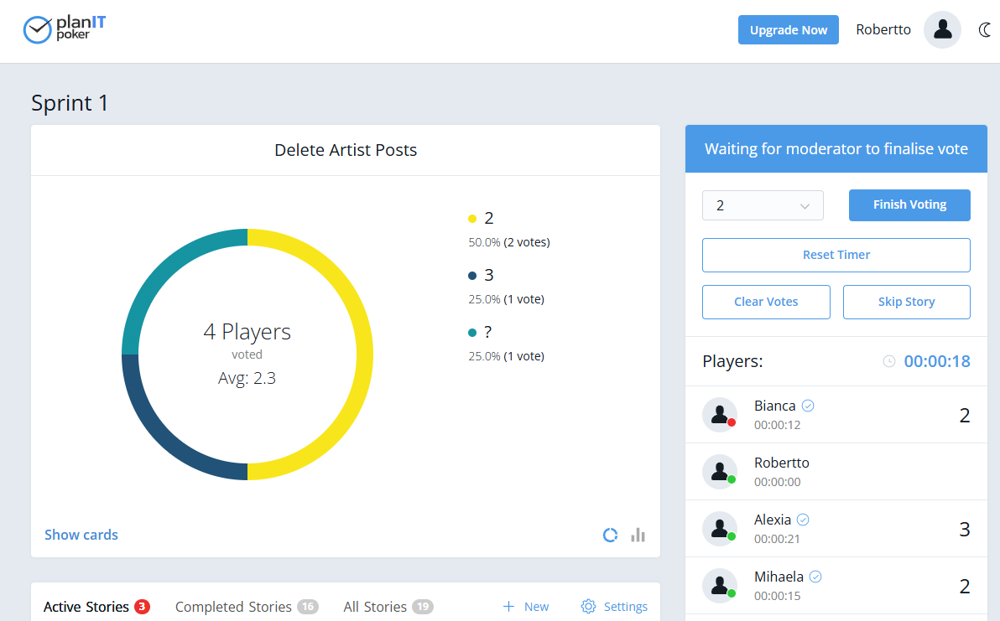 planIT
poker
Upgrade Now
Robertto
Sprint 1
Delete Artist Posts
2
50.0% (2 votes)
3
25.0% (1 vote)
?
25.0% (1 vote)
4 Players
voted
Avg: 2.3
Show cards
Active Stories 3
Completed Stories 16
All Stories 19
+ New
Settings
Waiting for moderator to finalise vote
2
Finish Voting
Reset Timer
Clear Votes
Skip Story
Players:
00:00:18
Bianca
00:00:12
2
Robertto
00:00:00
Alexia
00:00:21
3
Mihaela
00:00:15
2